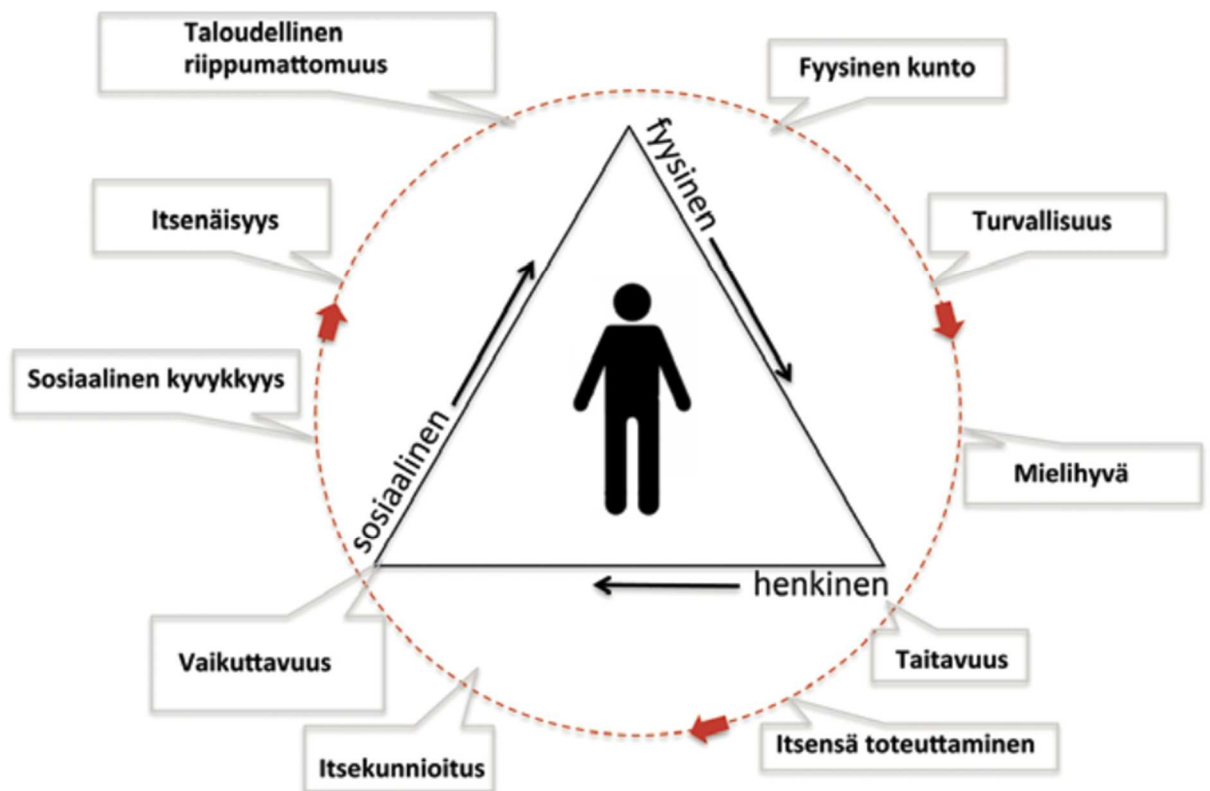 Taloudellinen
riippumattomuus
Fyysinen kunto
fyysinen
Itsenäisyys
Turvallisuus
Sosiaalinen kyvykkyys
sosiaalinen
Mielihyvä
henkinen
Vaikuttavuus
Taitavuus
Itsensä toteuttaminen
Itsekunnioitus